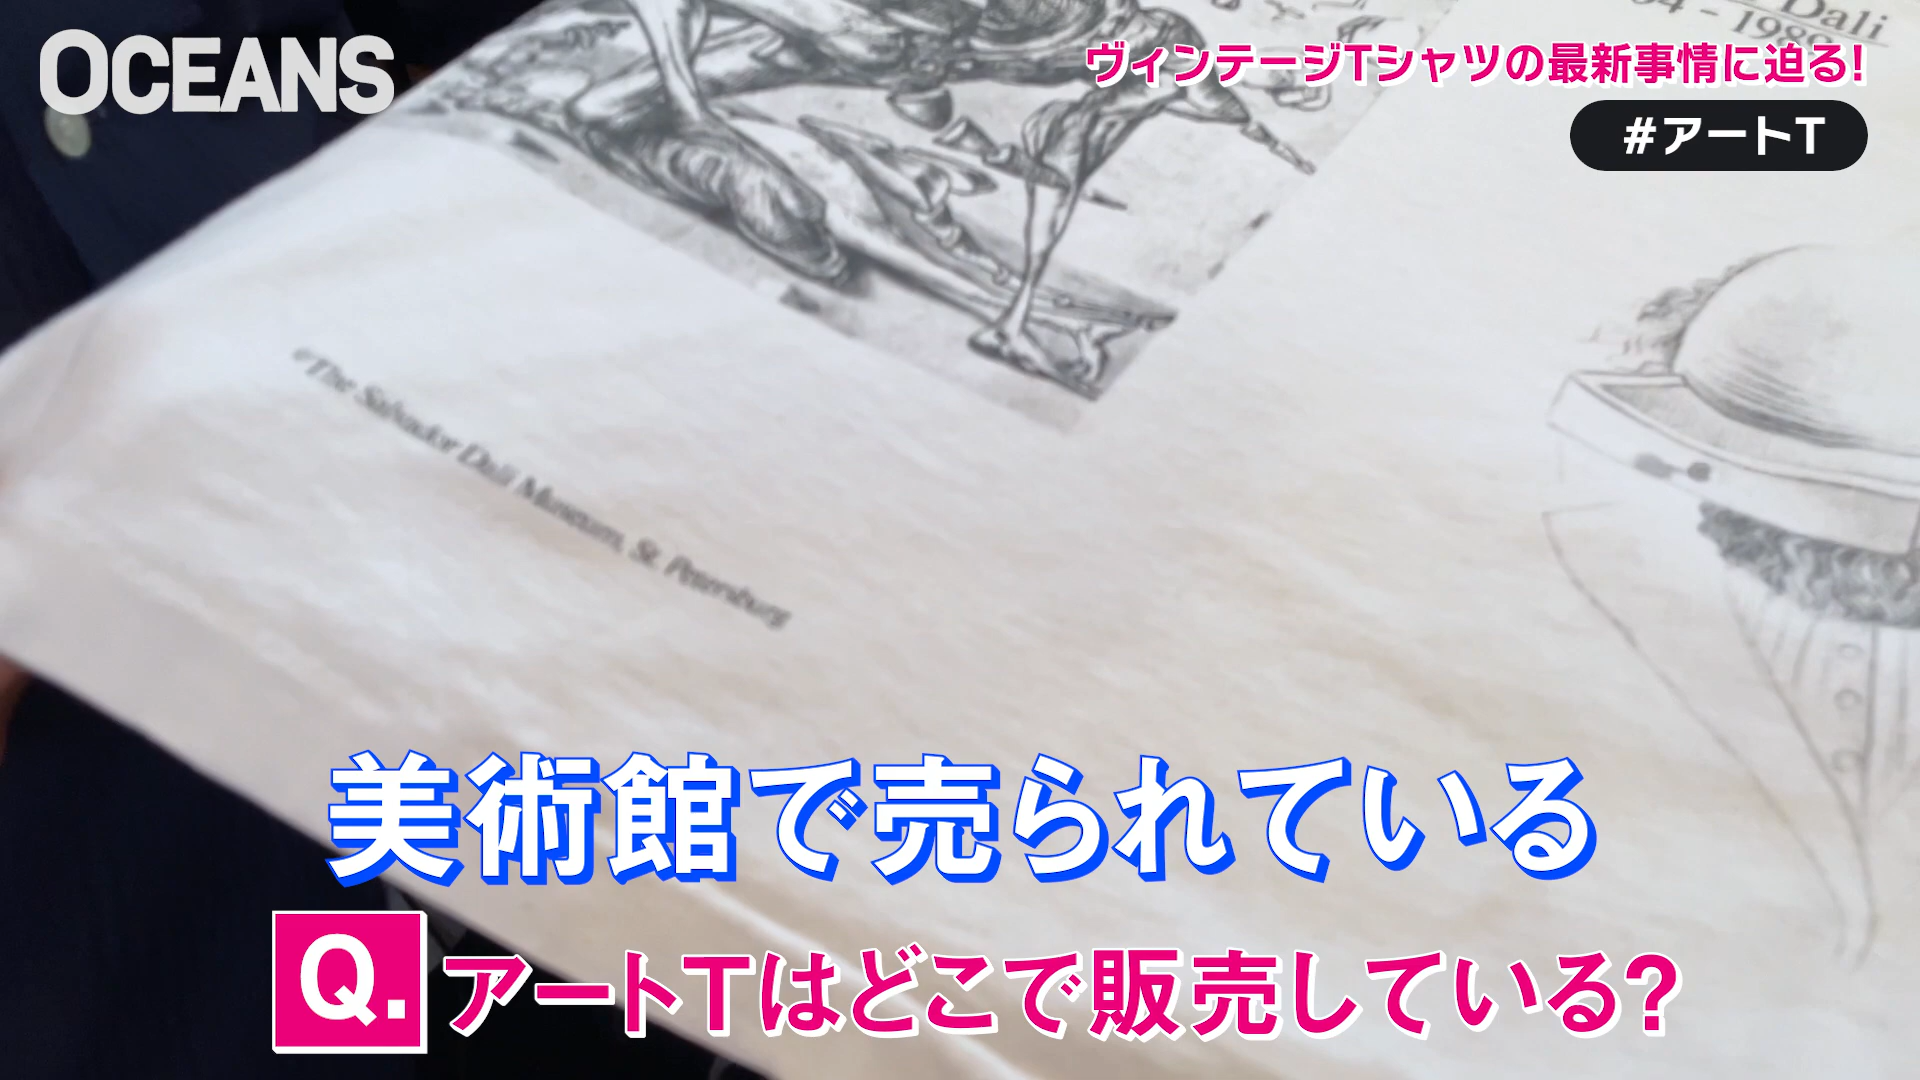 OCEANS
ヴィンテージTシャツの最新事情に迫る!
#アートT
Dali
- 1989
©The Salvador Dali Museum, St. Petersburg
美術館で売られている
Q. アートTはどこで販売している?